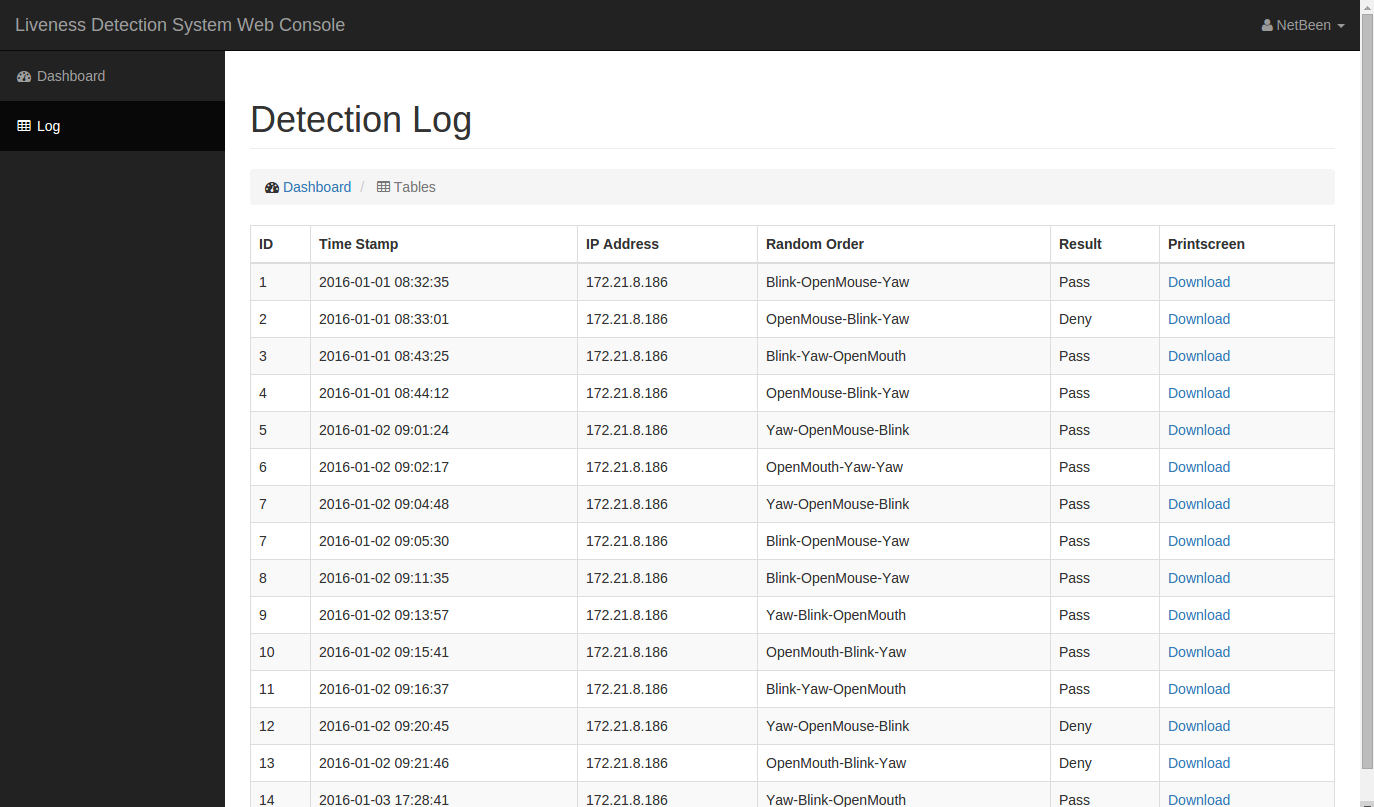 Liveness Detection System Web Console NetBeen
Dashboard
Log
Detection Log
Dashboard / Tables
ID Time Stamp IP Address Random Order Result Printscreen
1 2016-01-01 08:32:35 172.21.8.186 Blink-OpenMouse-Yaw Pass Download
2 2016-01-01 08:33:01 172.21.8.186 OpenMouse-Blink-Yaw Deny Download
3 2016-01-01 08:43:25 172.21.8.186 Blink-Yaw-OpenMouth Pass Download
4 2016-01-01 08:44:12 172.21.8.186 OpenMouse-Blink-Yaw Pass Download
5 2016-01-02 09:01:24 172.21.8.186 Yaw-OpenMouse-Blink Pass Download
6 2016-01-02 09:02:17 172.21.8.186 OpenMouth-Yaw-Yaw Pass Download
7 2016-01-02 09:04:48 172.21.8.186 Yaw-OpenMouse-Blink Pass Download
7 2016-01-02 09:05:30 172.21.8.186 Blink-OpenMouse-Yaw Pass Download
8 2016-01-02 09:11:35 172.21.8.186 Blink-OpenMouse-Yaw Pass Download
9 2016-01-02 09:13:57 172.21.8.186 Yaw-Blink-OpenMouth Pass Download
10 2016-01-02 09:15:41 172.21.8.186 OpenMouth-Blink-Yaw Pass Download
11 2016-01-02 09:16:37 172.21.8.186 Blink-Yaw-OpenMouth Pass Download
12 2016-01-02 09:20:45 172.21.8.186 Yaw-OpenMouse-Blink Deny Download
13 2016-01-02 09:21:46 172.21.8.186 OpenMouth-Blink-Yaw Deny Download
14 2016-01-03 17:28:41 172.21.8.186 Yaw-Blink-OpenMouth Pass Download